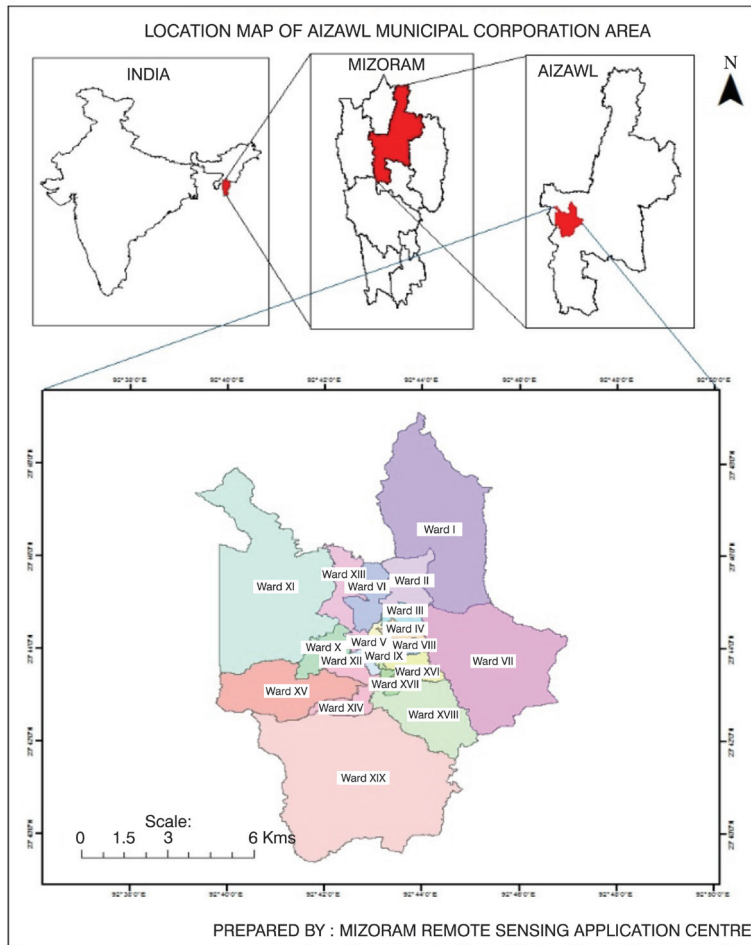 LOCATION MAP OF AIZAWL MUNICIPAL CORPORATION AREA
INDIA
MIZORAM
AIZAWL
N
Ward I
Ward XIII
Ward II
Ward VI
Ward XI
Ward III
Ward IV
Ward V
Ward VIII
Ward X
Ward IX
Ward XII
Ward VII
Ward XVI
Ward XVII
Ward XV
Ward XIV
Ward XVIII
Ward XIX
Scale:
0 1.5 3 6 Kms
PREPARED BY : MIZORAM REMOTE SENSING APPLICATION CENTRE